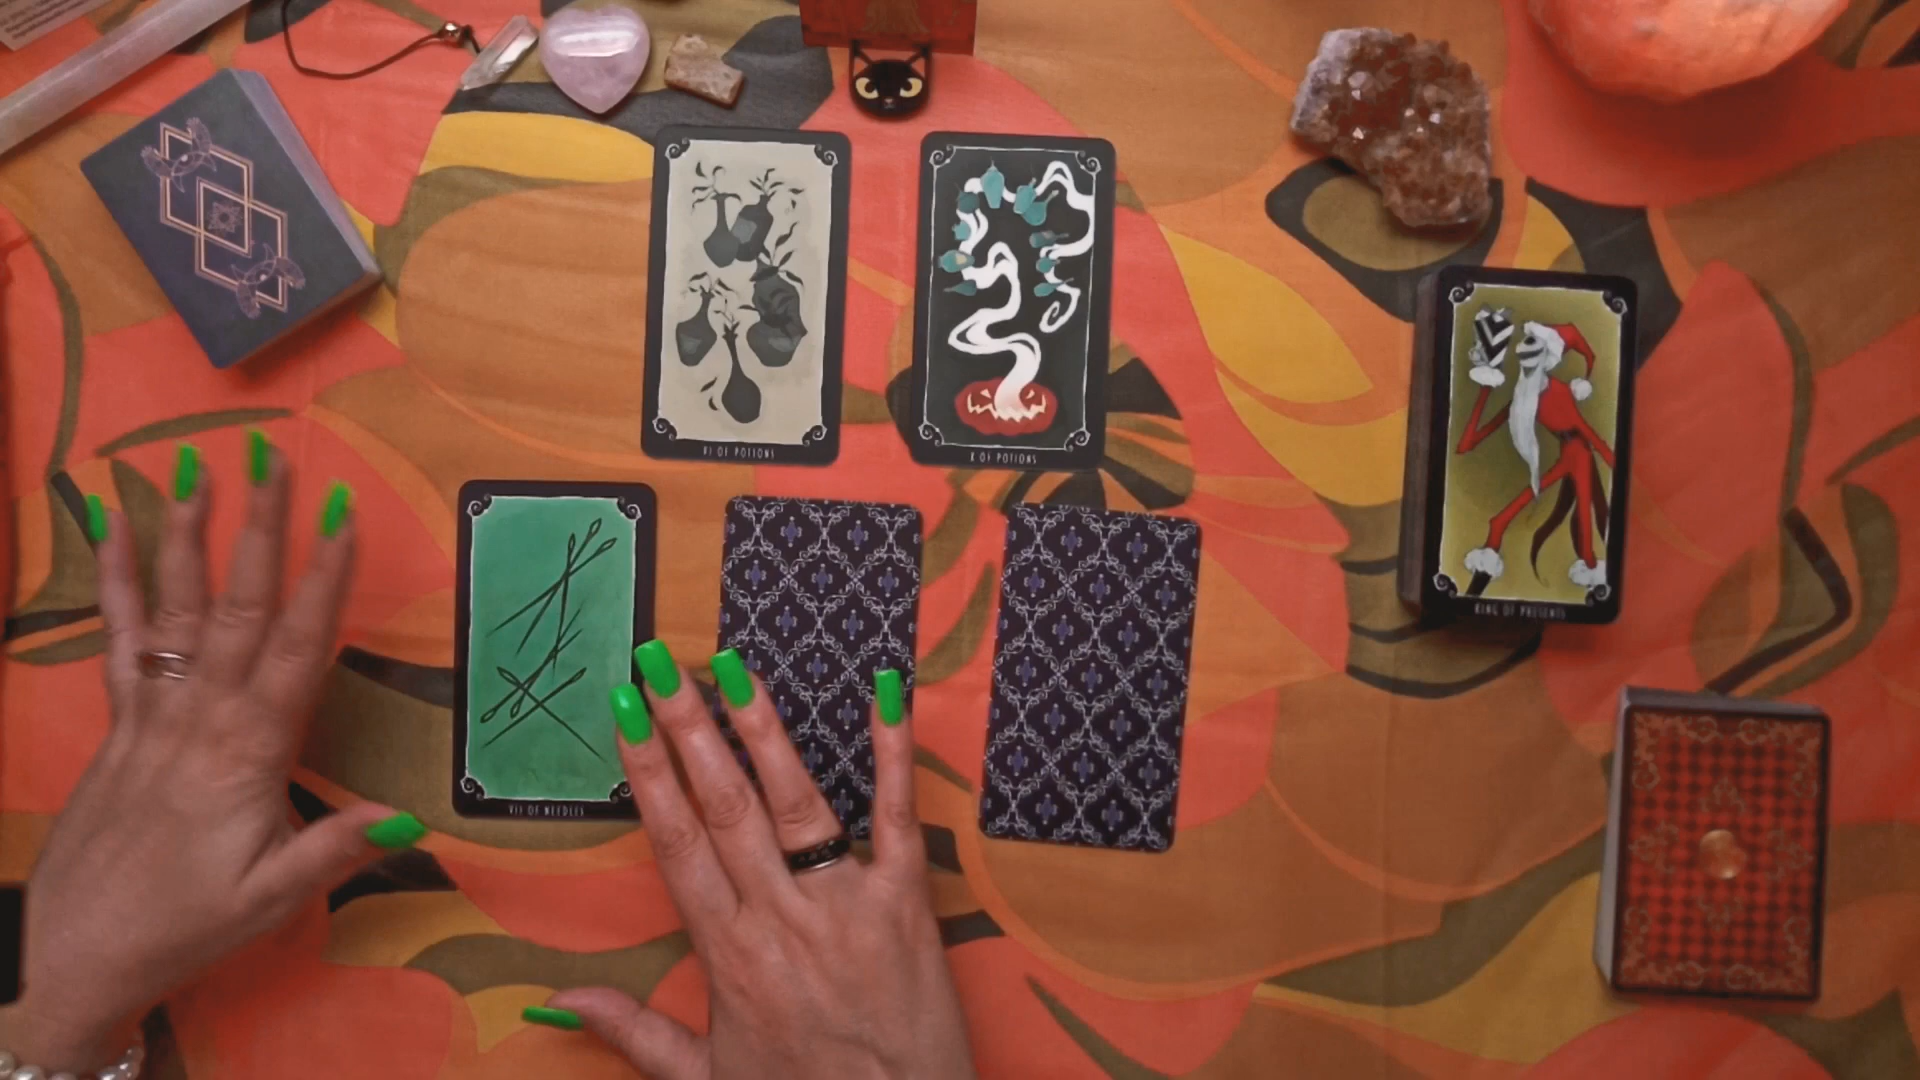 VI OF POTIONS
X OF POTIONS
KING OF PRESENTS
VII OF NEEDLES